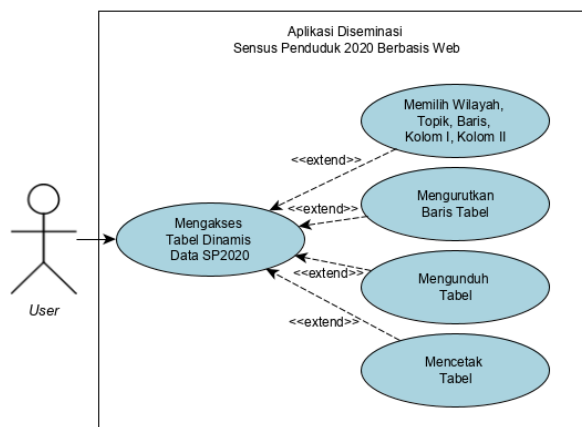 Aplikasi Diseminasi
Sensus Penduduk 2020 Berbasis Web
Memilih Wilayah,
Topik, Baris,
Kolom I, Kolom II
<<extend>>
Mengurutkan
Baris Tabel
<<extend>>
Mengakses
Tabel Dinamis
Data SP2020
<<extend>>
Mengunduh
Tabel
User
<<extend>>
Mencetak
Tabel